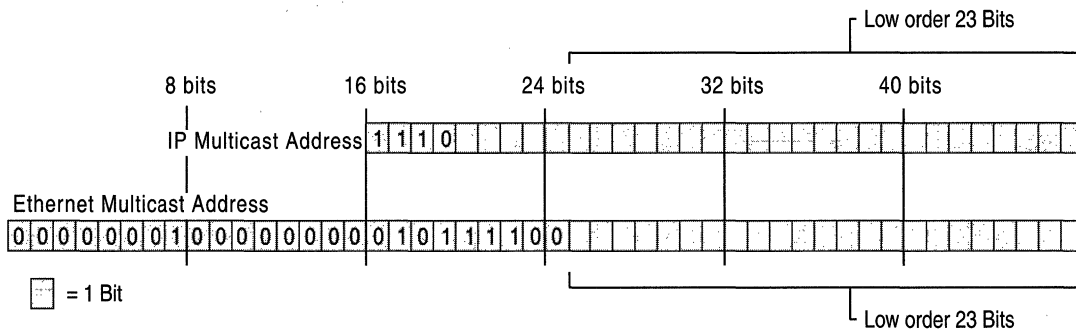 Low order 23 Bits
8 bits 16 bits 24 bits 32 bits 40 bits
IP Multicast Address 1 1 1 0
Ethernet Multicast Address
0 0 0 0 0 0 0 1 0 0 0 0 0 0 0 0 0 1 0 1 1 1 1 0 0
= 1 Bit
Low order 23 Bits